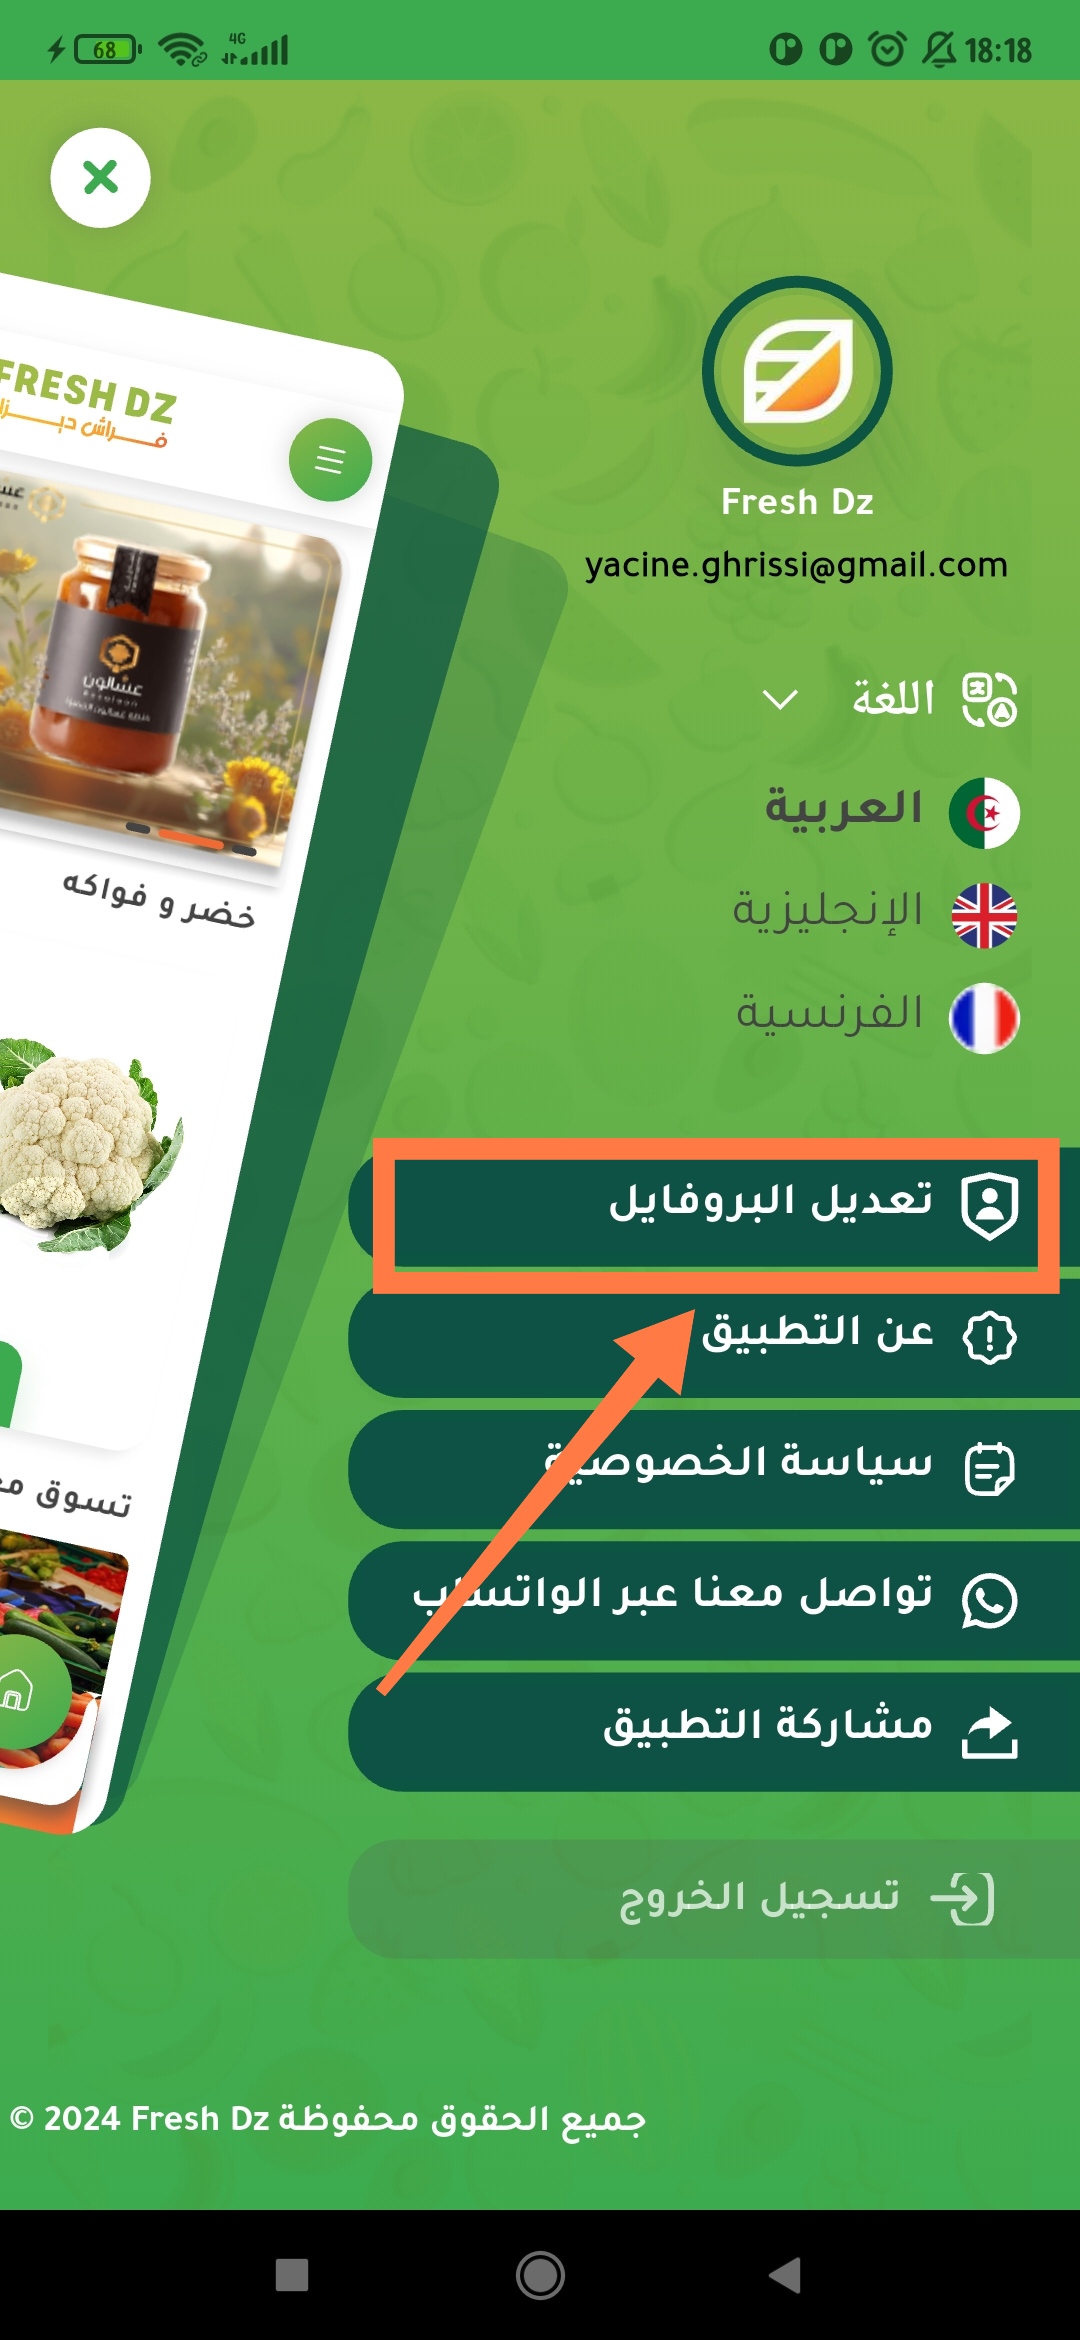 68
4G
18:18
FRESH DZ
Fresh Dz
yacine.ghrissi@gmail.com
اللغة
العربية
الإنجليزية
الفرنسية
عسالون
خضر و فواكه
تعديل البروفايل
عن التطبيق
سياسة الخصوصية
تسوق
تواصل معنا عبر الواتساب
مشاركة التطبيق
تسجيل الخروج
جميع الحقوق محفوظة Fresh Dz 2024 ©